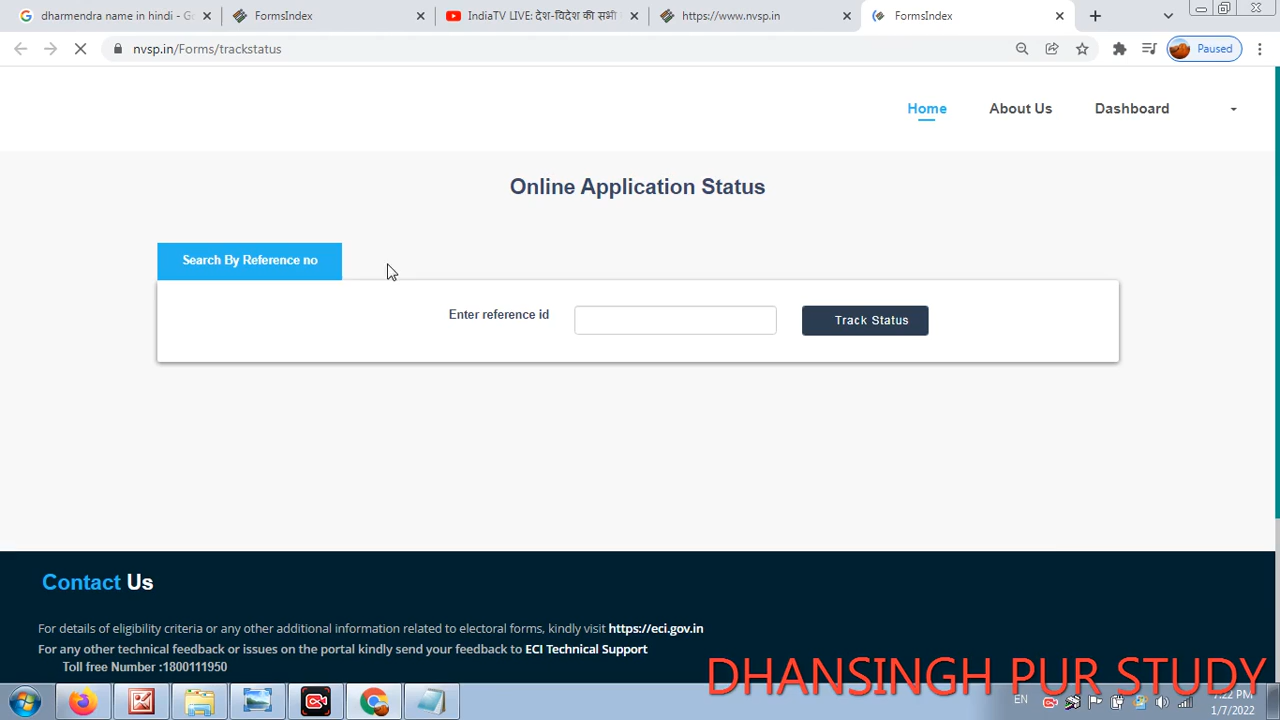 dharmendra name in hindi - G
FormsIndex
IndiaTV LIVE: देश-विदेश की सभी
https://www.nvsp.in
FormsIndex
nvsp.in/Forms/trackstatus
Paused
Home About Us Dashboard
Online Application Status
Search By Reference no
Enter reference id
Track Status
Contact Us
For details of eligibility criteria or any other additional information related to electoral forms, kindly visit https://eci.gov.in
For any other technical feedback or issues on the portal kindly send your feedback to ECI Technical Support
Toll free Number :1800111950
DHANSINGH PUR STUDY
EN
7:22 PM
1/7/2022